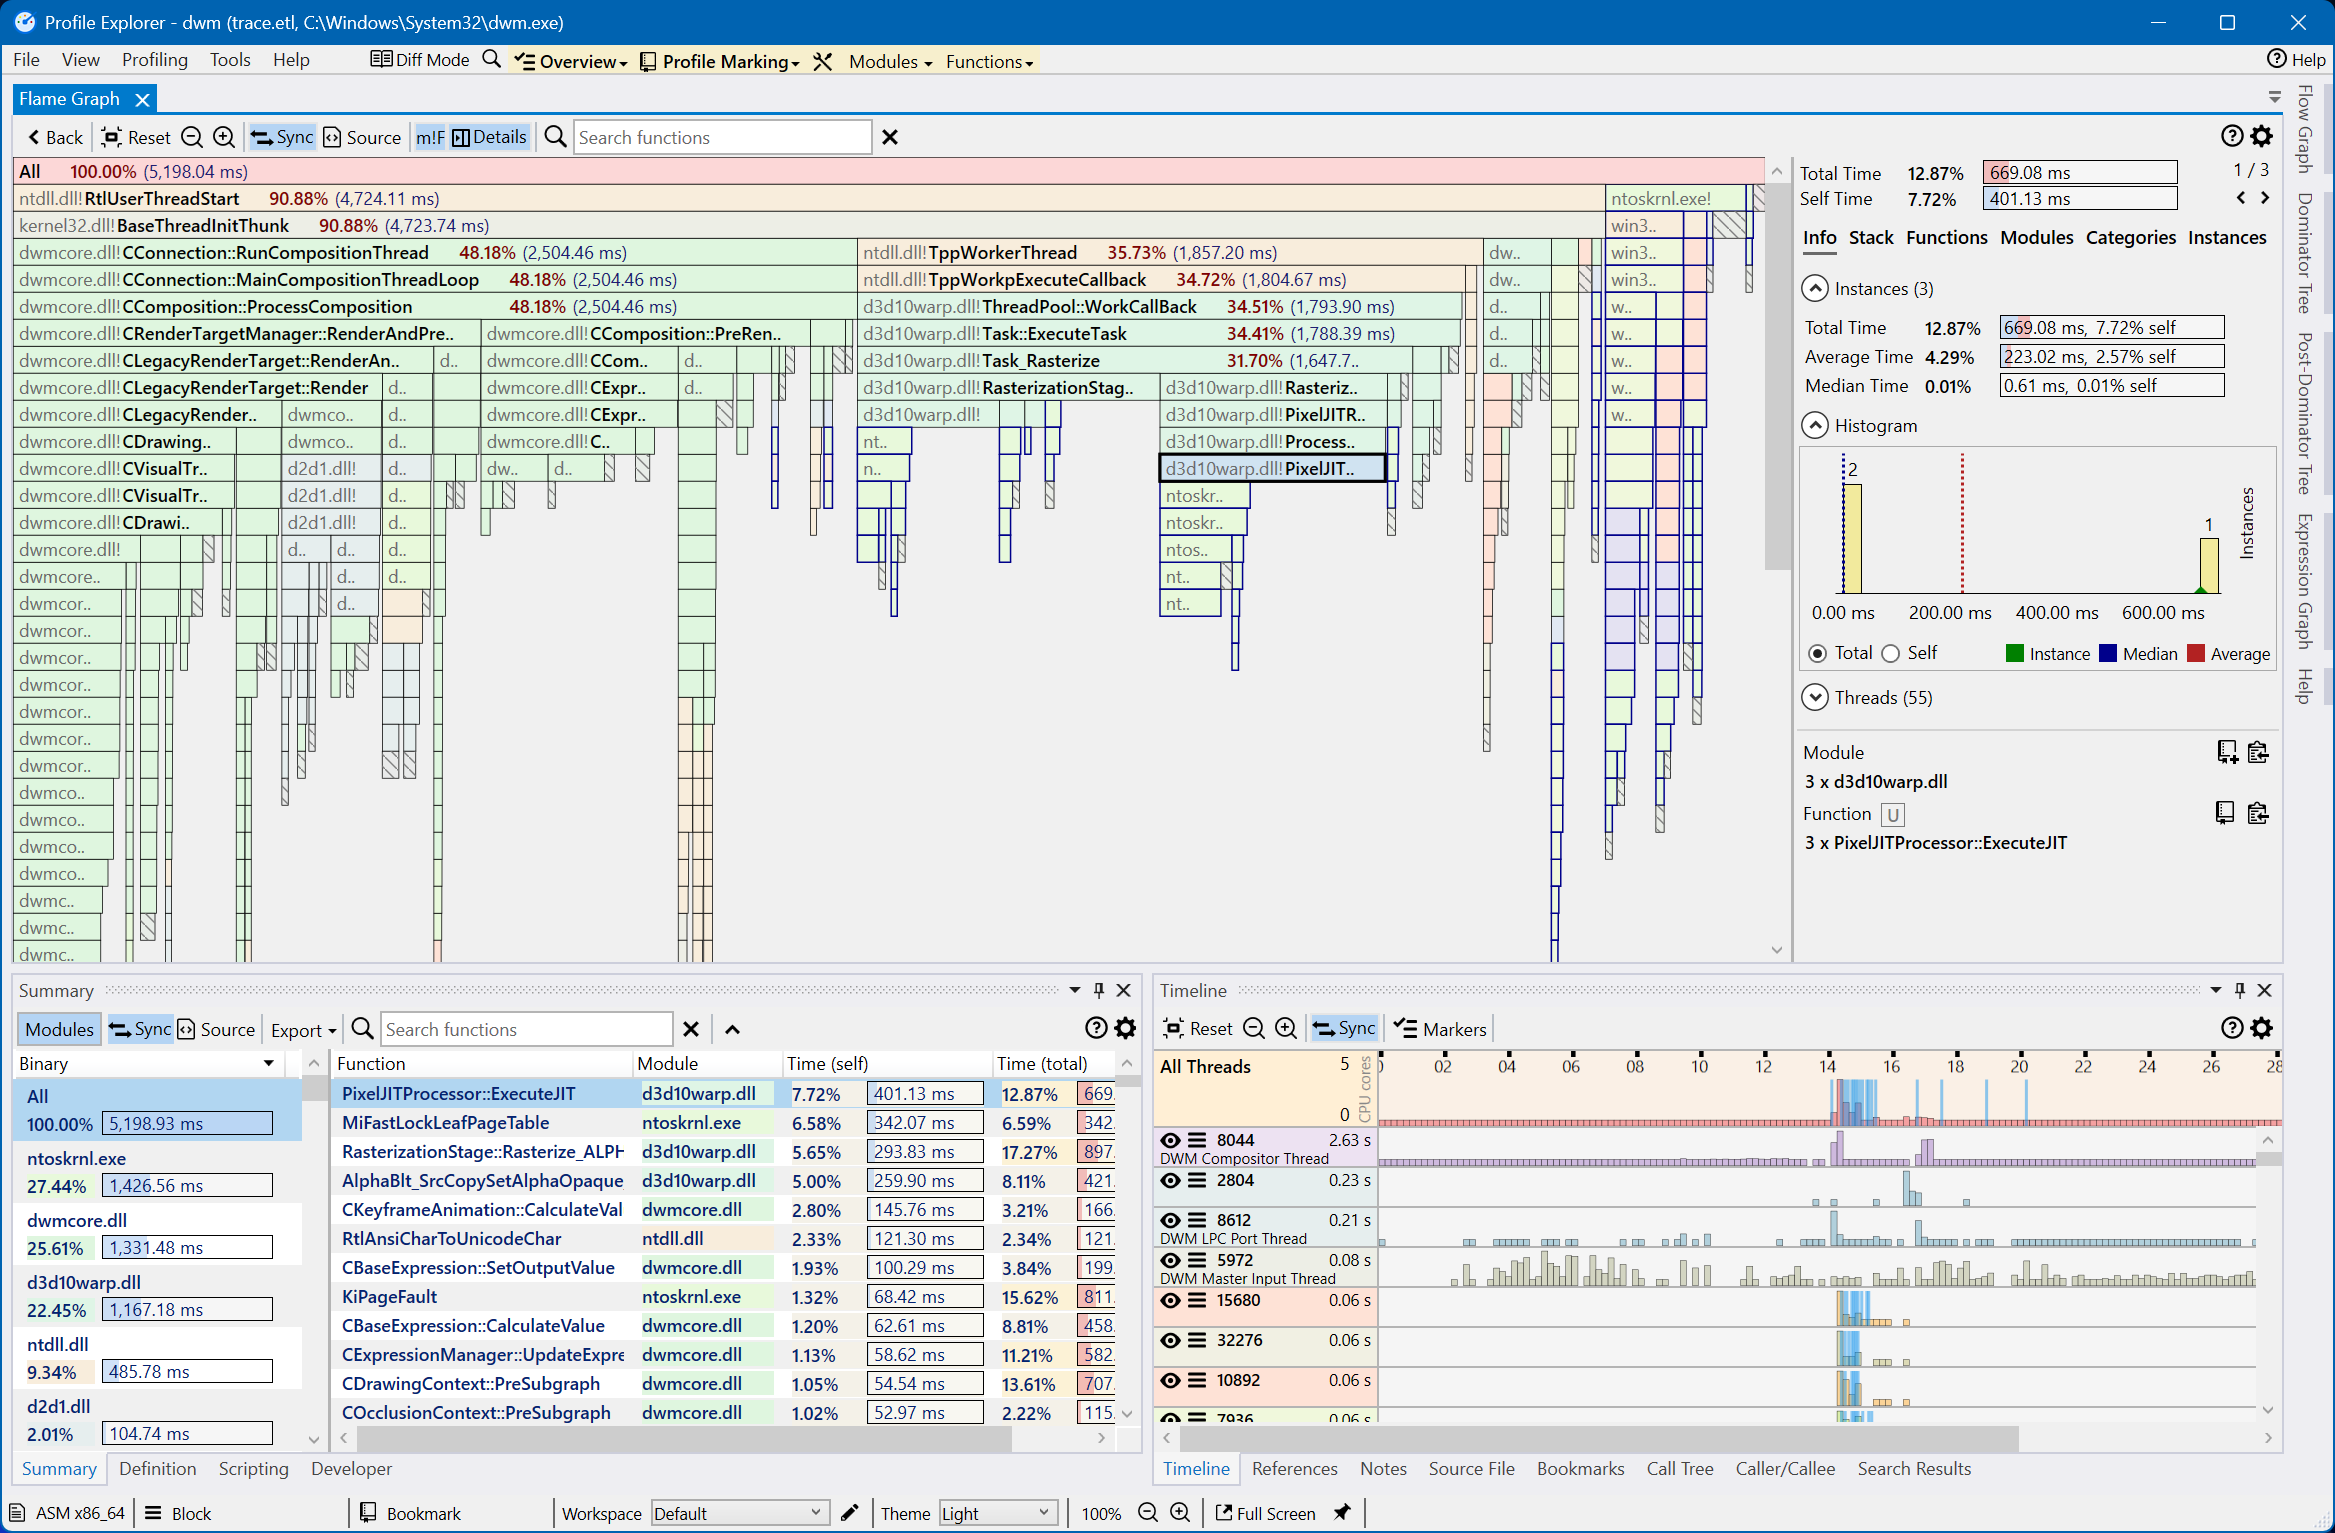 Profile Explorer - dwm (trace.etl, C:\Windows\System32\dwm.exe)
File View Profiling Tools Help Diff Mode Overview Profile Marking Modules Functions Help
Flame Graph
Back Reset Sync Source m!F Details Search functions
All 100.00% (5,198.04 ms)
ntdll.dll!RtlUserThreadStart 90.88% (4,724.11 ms) ntoskrnl.exe!
kernel32.dll!BaseThreadInitThunk 90.88% (4,723.74 ms) win3..
dwmcore.dll!CConnection::RunCompositionThread 48.18% (2,504.46 ms) ntdll.dll!TppWorkerThread 35.73% (1,857.20 ms) dw.. win3..
dwmcore.dll!CConnection::MainCompositionThreadLoop 48.18% (2,504.46 ms) ntdll.dll!TppWorkpExecuteCallback 34.72% (1,804.67 ms) dw.. win3..
dwmcore.dll!CComposition::ProcessComposition 48.18% (2,504.46 ms) d3d10warp.dll!ThreadPool::WorkCallBack 34.51% (1,793.90 ms) d.. w..
dwmcore.dll!CRenderTargetManager::RenderAndPre.. dwmcore.dll!CComposition::PreRen.. d3d10warp.dll!Task::ExecuteTask 34.41% (1,788.39 ms) d.. w..
dwmcore.dll!CLegacyRenderTarget::RenderAn.. d.. dwmcore.dll!CCom.. d.. d3d10warp.dll!Task_Rasterize 31.70% (1,647.7.. d.. w..
dwmcore.dll!CLegacyRenderTarget::Render d.. dwmcore.dll!CExpr.. d.. d3d10warp.dll!RasterizationStag.. d3d10warp.dll!Rasteriz.. w..
dwmcore.dll!CLegacyRender.. dwmco.. d.. dwmcore.dll!CExpr.. d3d10warp.dll! d3d10warp.dll!PixelJITR.. w..
dwmcore.dll!CDrawing.. dwmco.. d.. dwmcore.dll!C.. nt.. d3d10warp.dll!Process..
dwmcore.dll!CVisualTr.. d2d1.dll! d.. dw.. d.. n.. d3d10warp.dll!PixelJIT..
dwmcore.dll!CVisualTr.. d2d1.dll! d.. ntoskr..
dwmcore.dll!CDrawi.. d2d1.dll! d.. ntoskr..
dwmcore.dll! d.. d.. d.. ntos..
dwmcore.. d.. d.. nt..
dwmcor.. d.. nt..
dwmcor..
dwmcor..
dwmcor..
dwmcor..
dwmcor..
dwmcor..
dwmco..
dwmco..
dwmco..
dwmco..
dwmc..
dwmc..
dwmc..
Total Time 12.87% 669.08 ms 1 / 3
Self Time 7.72% 401.13 ms
Info Stack Functions Modules Categories Instances
Instances (3)
Total Time 12.87% 669.08 ms, 7.72% self
Average Time 4.29% 223.02 ms, 2.57% self
Median Time 0.01% 0.61 ms, 0.01% self
Histogram
2
1
Instances
0.00 ms 200.00 ms 400.00 ms 600.00 ms
Total Self Instance Median Average
Threads (55)
Module
3 x d3d10warp.dll
Function U
3 x PixelJITProcessor::ExecuteJIT
Flow Graph
Dominator Tree
Post-Dominator Tree
Expression Graph
Help
Summary
Modules Sync Source Export Search functions
Binary
All
100.00% 5,198.93 ms
ntoskrnl.exe
27.44% 1,426.56 ms
dwmcore.dll
25.61% 1,331.48 ms
d3d10warp.dll
22.45% 1,167.18 ms
ntdll.dll
9.34% 485.78 ms
d2d1.dll
2.01% 104.74 ms
Function Module Time (self) Time (total)
PixelJITProcessor::ExecuteJIT d3d10warp.dll 7.72% 401.13 ms 12.87% 669.
MiFastLockLeafPageTable ntoskrnl.exe 6.58% 342.07 ms 6.59% 342.
RasterizationStage::Rasterize_ALPH d3d10warp.dll 5.65% 293.83 ms 17.27% 897.
AlphaBlt_SrcCopySetAlphaOpaque d3d10warp.dll 5.00% 259.90 ms 8.11% 421.
CKeyframeAnimation::CalculateVal dwmcore.dll 2.80% 145.76 ms 3.21% 166.
RtlAnsiCharToUnicodeChar ntdll.dll 2.33% 121.30 ms 2.34% 121.
CBaseExpression::SetOutputValue dwmcore.dll 1.93% 100.29 ms 3.84% 199.
KiPageFault ntoskrnl.exe 1.32% 68.42 ms 15.62% 811.
CBaseExpression::CalculateValue dwmcore.dll 1.20% 62.61 ms 8.81% 458.
CExpressionManager::UpdateExpre dwmcore.dll 1.13% 58.62 ms 11.21% 582.
CDrawingContext::PreSubgraph dwmcore.dll 1.05% 54.54 ms 13.61% 707.
COcclusionContext::PreSubgraph dwmcore.dll 1.02% 52.97 ms 2.22% 115.
Summary Definition Scripting Developer
Timeline
Reset Sync Markers
All Threads 5 0 CPU cores
02 04 06 08 10 12 14 16 18 20 22 24 26 28
8044 2.63 s
DWM Compositor Thread
2804 0.23 s
8612 0.21 s
DWM LPC Port Thread
5972 0.08 s
DWM Master Input Thread
15680 0.06 s
32276 0.06 s
10892 0.06 s
7936 0.06 s
Timeline References Notes Source File Bookmarks Call Tree Caller/Callee Search Results
ASM x86_64 Block Bookmark Workspace Default Theme Light 100% Full Screen